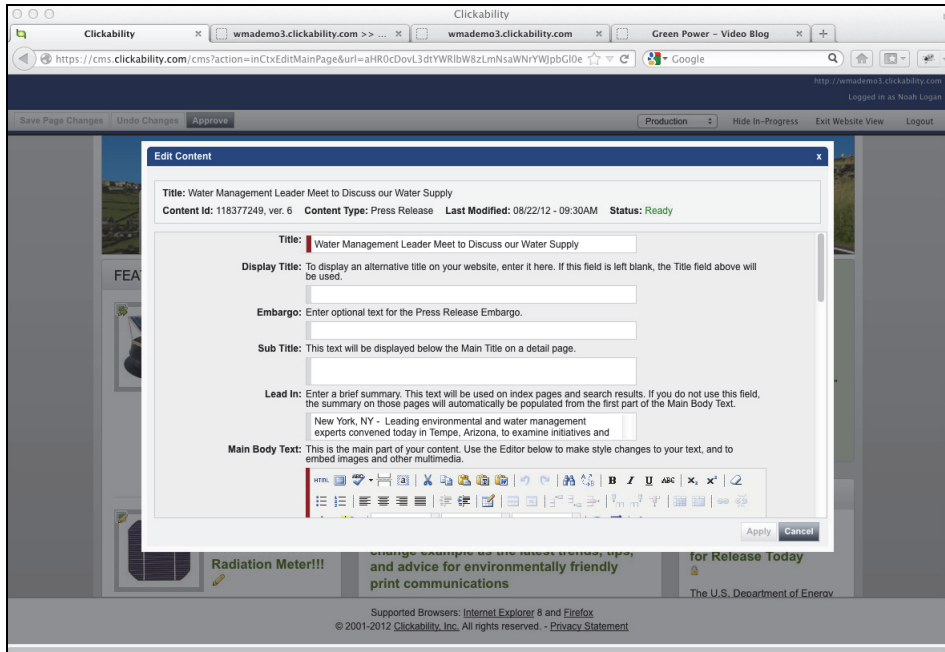 Clickability
Clickability
wmademo3.clickability.com >> ...
wmademo3.clickability.com
Green Power – Video Blog
https://cms.clickability.com/cms?action=inCtxEditMainPage&url=aHR0cDovL3dtYWRlbW8zLmNsaWNrYWJpbGl0e
Google
http://wmademo3.clickability.com
Logged in as Noah Logan
Save Page Changes Undo Changes Approve
Production Hide In-Progress Exit Website View Logout
Edit Content x
Title: Water Management Leader Meet to Discuss our Water Supply
Content Id: 118377249, ver. 6 Content Type: Press Release Last Modified: 08/22/12 - 09:30AM Status: Ready
Title: Water Management Leader Meet to Discuss our Water Supply
Display Title: To display an alternative title on your website, enter it here. If this field is left blank, the Title field above will
be used.
FEA
Embargo: Enter optional text for the Press Release Embargo.
Sub Title: This text will be displayed below the Main Title on a detail page.
Lead In: Enter a brief summary. This text will be used on index pages and search results. If you do not use this field,
the summary on those pages will automatically be populated from the first part of the Main Body Text.
New York, NY - Leading environmental and water management
experts convened today in Tempe, Arizona, to examine initiatives and
Main Body Text: This is the main part of your content. Use the Editor below to make style changes to your text, and to
embed images and other multimedia.
HTML ABC a B I U ABC X₂ X²
Apply Cancel
Radiation Meter!!!
change example as the latest trends, tips,
and advice for environmentally friendly
print communications
for Release Today
The U.S. Department of Energy
Supported Browsers: Internet Explorer 8 and Firefox
© 2001-2012 Clickability, Inc. All rights reserved. - Privacy Statement